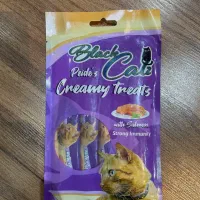 Black
Cat
Pride's
Creamy Treats
with Salmon
Strong Immunity